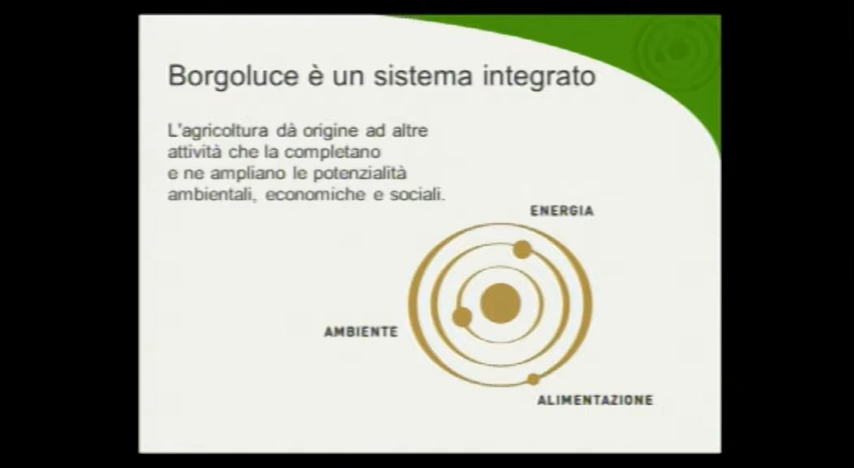 Borgoluce è un sistema integrato
L'agricoltura dà origine ad altre
attività che la completano
e ne ampliano le potenzialità
ambientali, economiche e sociali.
ENERGIA
AMBIENTE
ALIMENTAZIONE